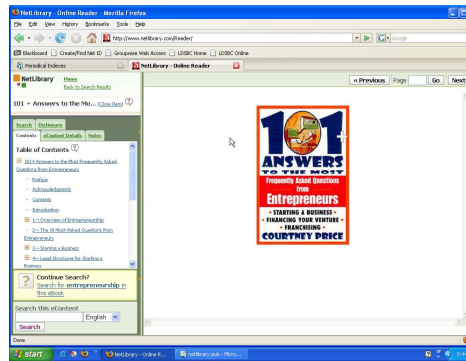 NetLibrary - Online Reader - Mozilla Firefox
File Edit View History Bookmarks Tools Help
http://www.netlibrary.com/Reader/
Google
Blackboard Create/Find Net ID Groupwise Web Access LDSBC Home LDSBC Online
Periodical Indexes
NetLibrary - Online Reader
NetLibrary Home
Back to Search Results
« Previous Page Go Next
101 + Answers to the Mo... (Close Item)
Search Dictionary
Contents eContent Details Notes
Table of Contents
101+ Answers to the Most Frequently Asked
Questions from Entrepreneurs
Preface
Acknowledgments
Contents
Introduction
1— Overview of Entrepreneurship
2— The 18 Most-Asked Questions from
Entrepreneurs
3— Starting a Business
4— Legal Structures for Starting a
Business
Continue Search?
Search for entrepreneurship in
this eBook
Search this eContent
English
Search
101+
ANSWERS
TO THE MOST
Frequently Asked Questions
from
Entrepreneurs
• STARTING A BUSINESS •
• FINANCING YOUR VENTURE •
• FRANCHISING •
COURTNEY PRICE
Done
start
NetLibrary - Online R...
netlibrary.pub - Micro...